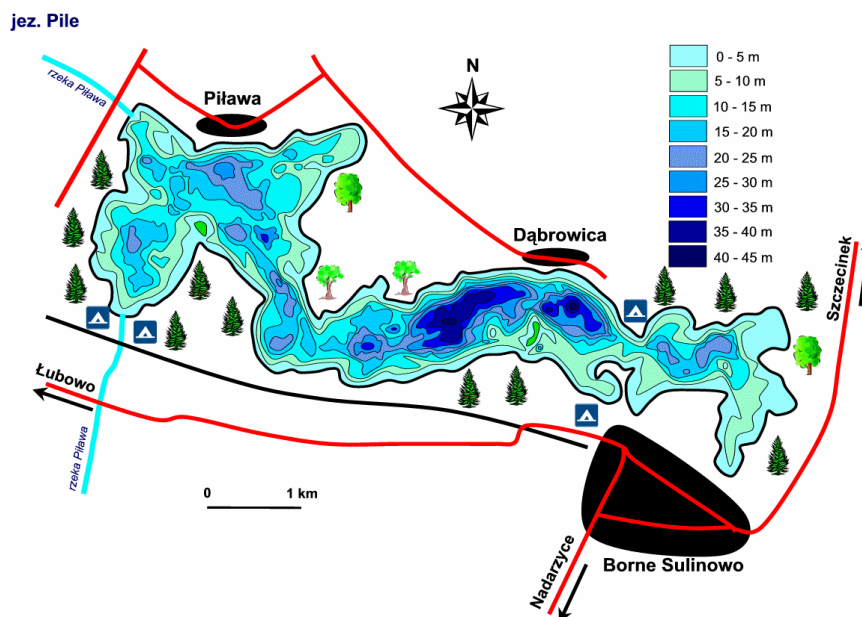 jez. Pile
rzeka Piława
Piława
N
0 - 5 m
5 - 10 m
10 - 15 m
15 - 20 m
20 - 25 m
25 - 30 m
30 - 35 m
35 - 40 m
40 - 45 m
Dąbrowica
Szczecinek
Łubowo
rzeka Piława
0 1 km
Nadarzyce
Borne Sulinowo